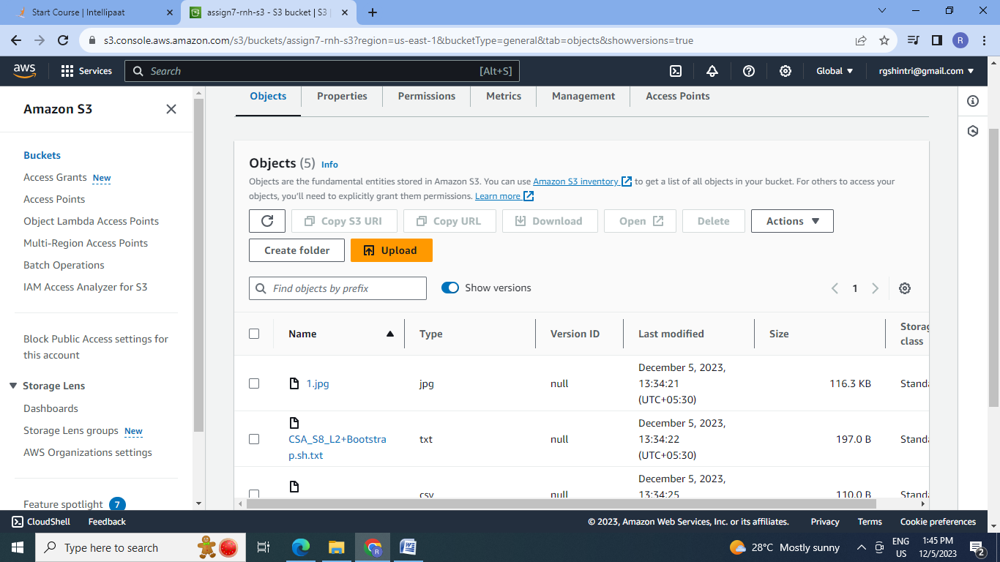 Start Course | Intellipaat
assign7-rnh-s3 - S3 bucket | S3 |
s3.console.aws.amazon.com/s3/buckets/assign7-rnh-s3?region=us-east-1&bucketType=general&tab=objects&showversions=true
R
aws
Services
Search
[Alt+S]
Global
rgshintri@gmail.com
Amazon S3
Buckets
Access Grants New
Access Points
Object Lambda Access Points
Multi-Region Access Points
Batch Operations
IAM Access Analyzer for S3
Block Public Access settings for
this account
Storage Lens
Dashboards
Storage Lens groups New
AWS Organizations settings
Feature spotlight 7
Objects
Properties
Permissions
Metrics
Management
Access Points
Objects (5) Info
Objects are the fundamental entities stored in Amazon S3. You can use Amazon S3 inventory to get a list of all objects in your bucket. For others to access your
objects, you'll need to explicitly grant them permissions. Learn more
Copy S3 URI
Copy URL
Download
Open
Delete
Actions
Create folder
Upload
Find objects by prefix
Show versions
1
Name
Type
Version ID
Last modified
Size
Storag
class
1.jpg
jpg
null
December 5, 2023,
13:34:21
(UTC+05:30)
116.3 KB
Standa
CSA_S8_L2+Bootstra
p.sh.txt
txt
null
December 5, 2023,
13:34:22
(UTC+05:30)
197.0 B
Standa
csv
null
December 5, 2023,
13:34:25
110.0 B
Standa
CloudShell
Feedback
© 2023, Amazon Web Services, Inc. or its affiliates.
Privacy
Terms
Cookie preferences
Type here to search
R
28°C Mostly sunny
ENG
US
1:45 PM
12/5/2023
2